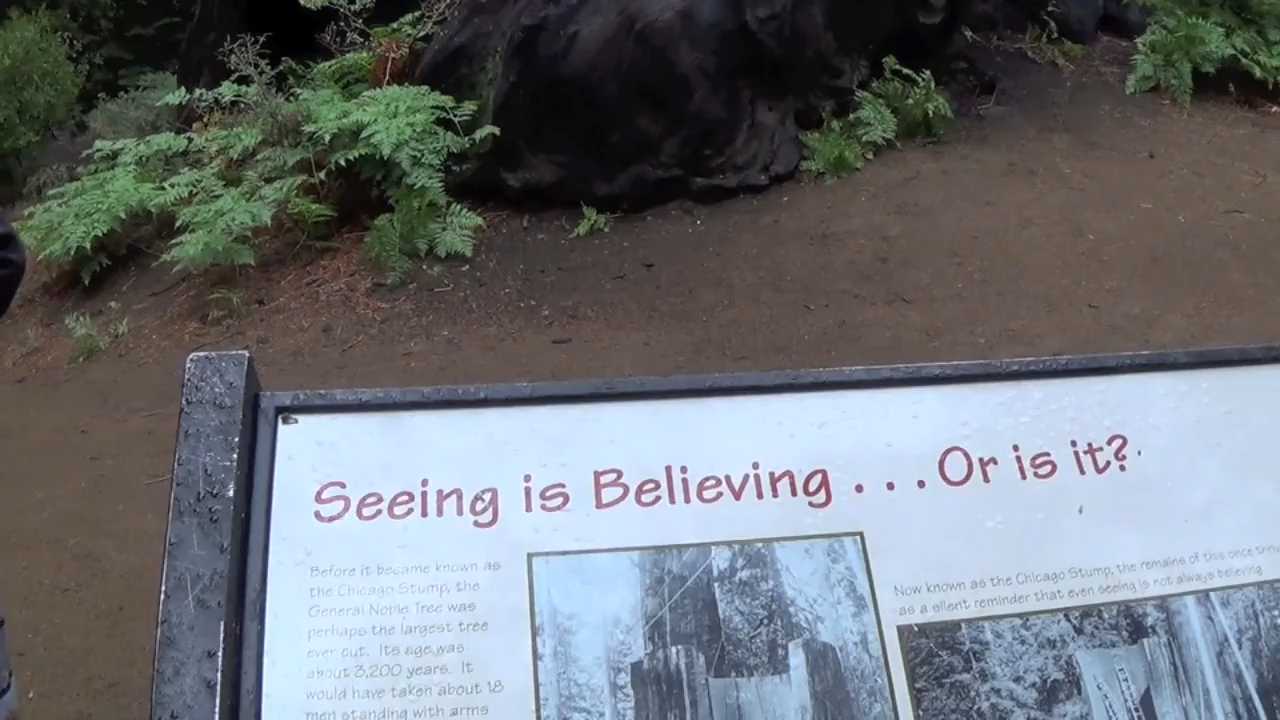 Seeing is Believing . . . Or is it?
Before it became known as
the Chicago Stump, the
General Noble Tree was
perhaps the largest tree
ever cut. Its age was
about 3,200 years. It
would have taken about 18
men standing with arms
Now known as the Chicago Stump, the remains of this once
as a silent reminder that even seeing is not always believing